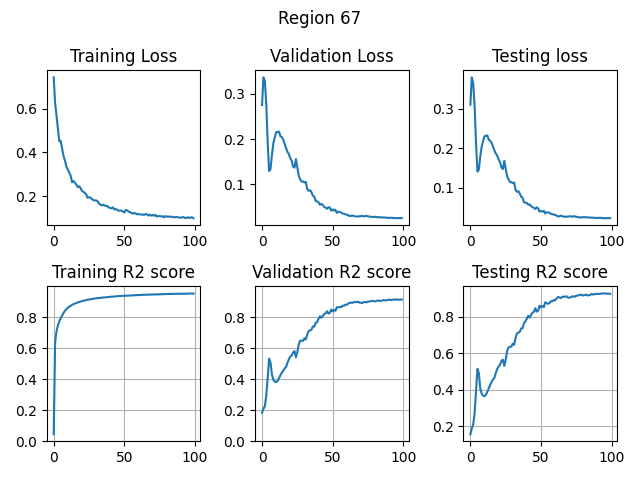 Region 67
Training Loss
Validation Loss
Testing loss
0.6
0.4
0.2
0 50 100
0.3
0.2
0.1
0 50 100
0.3
0.2
0.1
0 50 100
Training R2 score
Validation R2 score
Testing R2 score
0.8
0.6
0.4
0.2
0.0
0 50 100
0.8
0.6
0.4
0.2
0.0
0 50 100
0.8
0.6
0.4
0.2
0 50 100